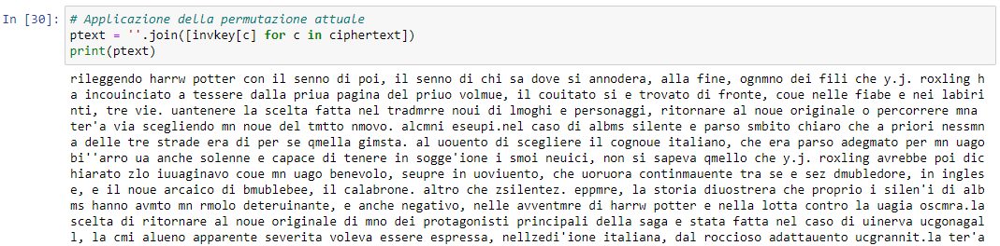 In [30]: # Applicazione della permutazione attuale
ptext = ''.join([invkey[c] for c in ciphertext])
print(ptext)
rileggendo harrw potter con il senno di poi, il senno di chi sa dove si annodera, alla fine, ognmno dei fili che y.j. roxling h
a incouinciato a tessere dalla priua pagina del priuo volmue, il couitato si e trovato di fronte, coue nelle fiabe e nei labiri
nti, tre vie. uantenere la scelta fatta nel tradmrre noui di lmoghi e personaggi, ritornare al noue originale o percorrere mna
ter'a via scegliendo mn noue del tmtto nmovo. alcmni eseupi.nel caso di albms silente e parso smbito chiaro che a priori nessmn
a delle tre strade era di per se qmella gimsta. al uouento di scegliere il cognoue italiano, che era parso adegmato per mn uago
bi''arro ua anche solenne e capace di tenere in sogge'ione i smoi neuici, non si sapeva qmello che y.j. roxling avrebbe poi dic
hiarato zlo iuuaginavo coue mn uago benevolo, seupre in uoviuento, che uoruora continmauente tra se e sez dmubledore, in ingles
e, e il noue arcaico di bmublebee, il calabrone. altro che zsilentez. eppmre, la storia diuostrera che proprio i silen'i di alb
ms hanno avmto mn rmolo deteruinante, e anche negativo, nelle avventmre di harrw potter e nella lotta contro la uagia oscmra.la
scelta di ritornare al noue originale di mno dei protagonisti principali della saga e stata fatta nel caso di uinerva ucgonagal
l, la cmi alueno apparente severita voleva essere espressa, nellzedi'ione italiana, dal roccioso adattauento ucgrannit.la ter'a